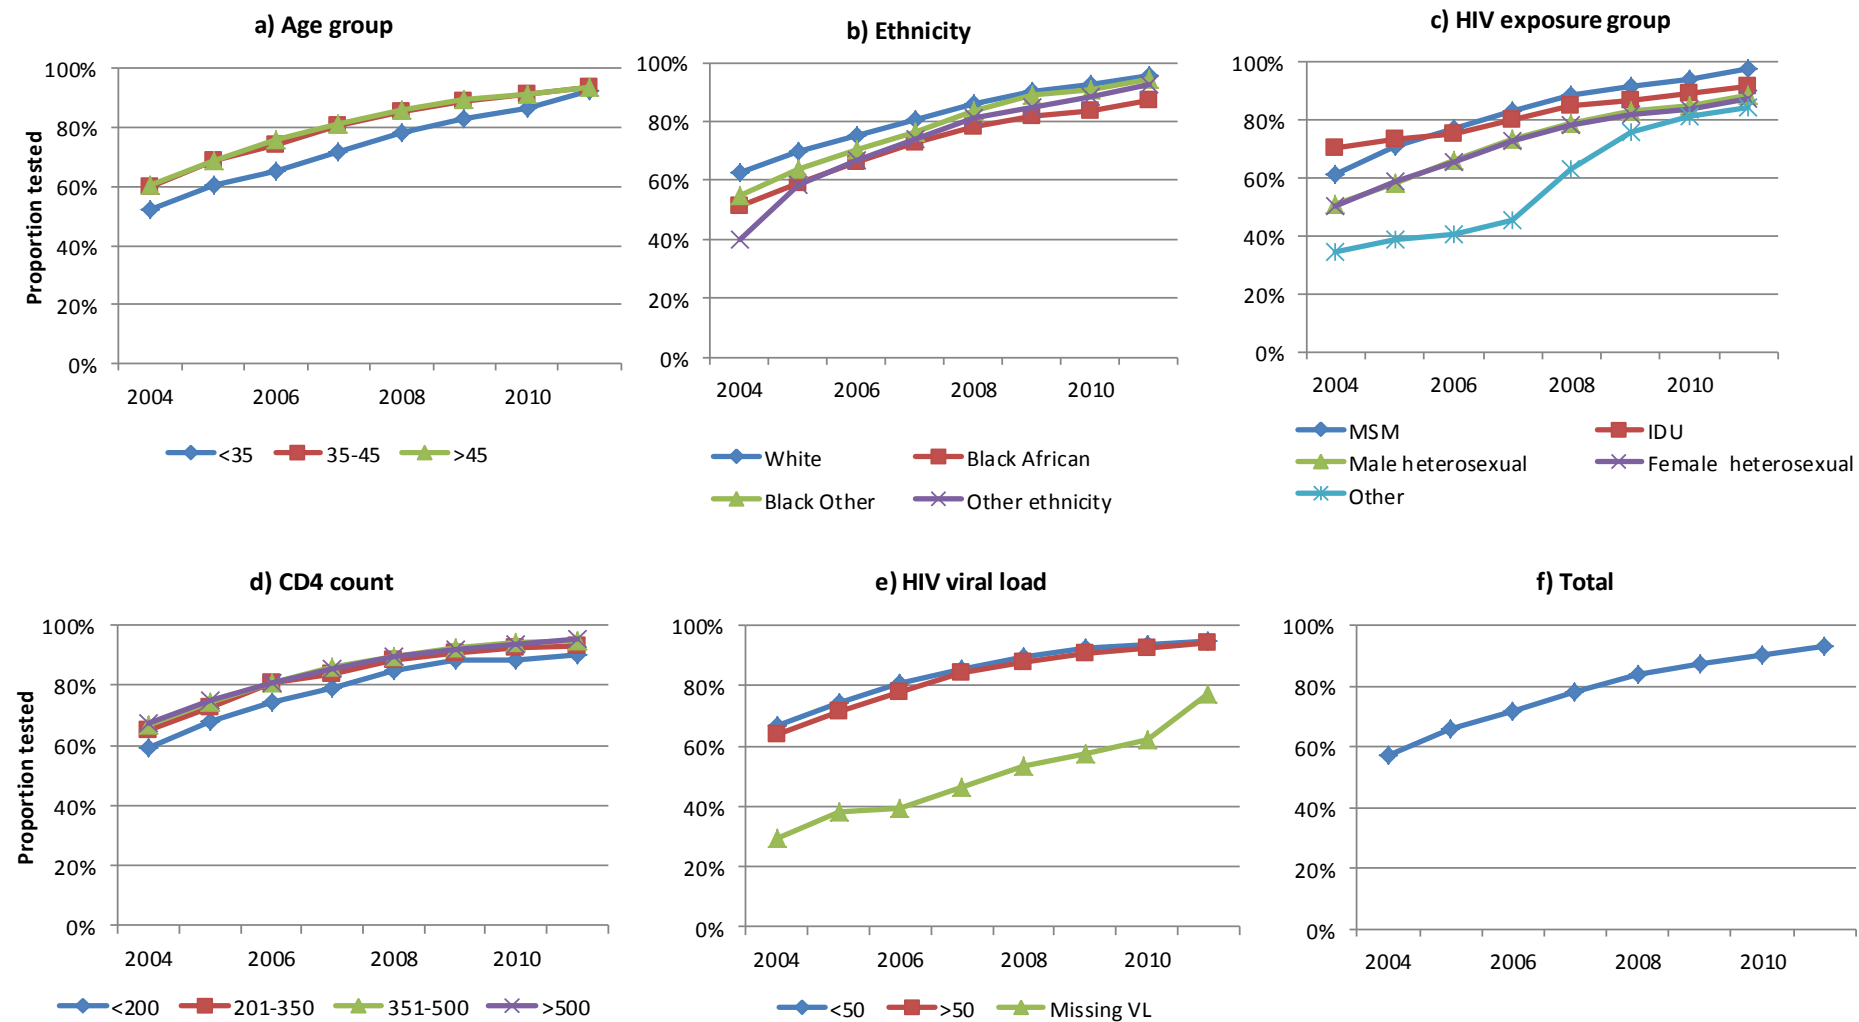 a) Age group
Proportion tested
100%
80%
60%
40%
20%
0%
2004 2006 2008 2010
<35 35-45 >45
b) Ethnicity
100%
80%
60%
40%
20%
0%
2004 2006 2008 2010
White Black African
Black Other Other ethnicity
c) HIV exposure group
100%
80%
60%
40%
20%
0%
2004 2006 2008 2010
MSM IDU
Male heterosexual Female heterosexual
Other
d) CD4 count
Proportion tested
100%
80%
60%
40%
20%
0%
2004 2006 2008 2010
<200 201-350 351-500 >500
e) HIV viral load
100%
80%
60%
40%
20%
0%
2004 2006 2008 2010
<50 >50 Missing VL
f) Total
100%
80%
60%
40%
20%
0%
2004 2006 2008 2010